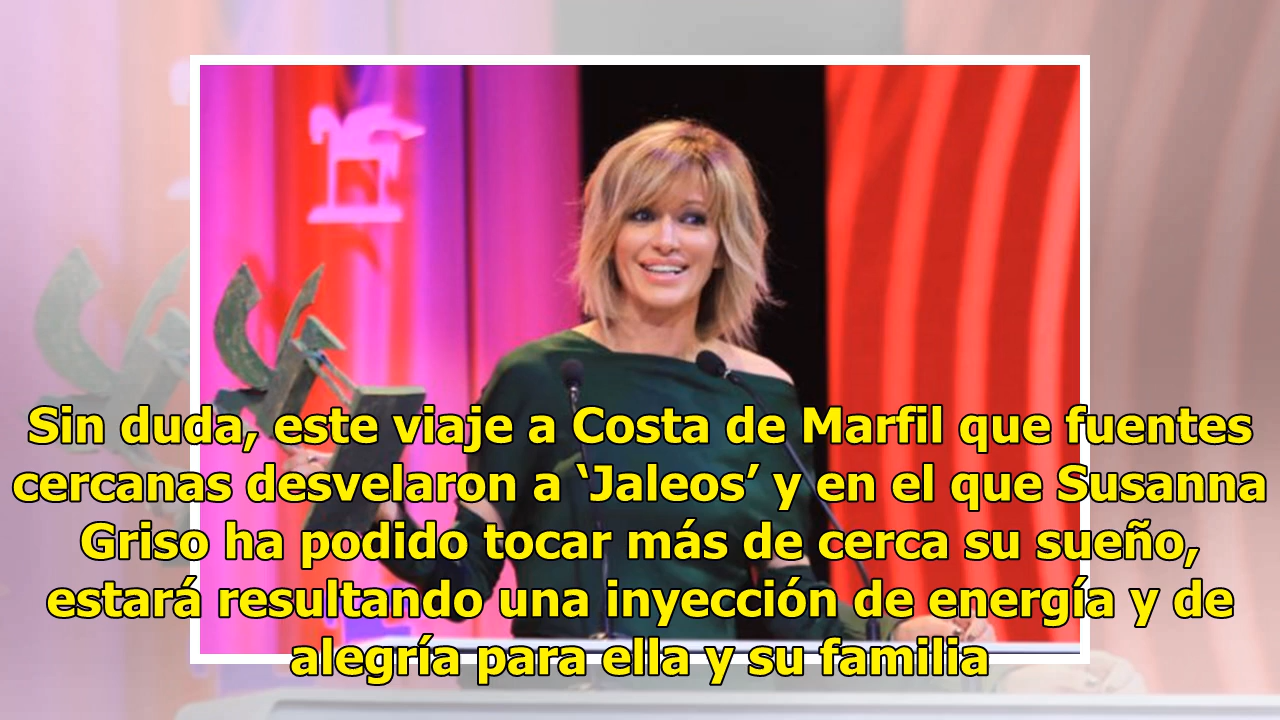 Sin duda, este viaje a Costa de Marfil que fuentes
cercanas desvelaron a ‘Jaleos’ y en el que Susanna
Griso ha podido tocar más de cerca su sueño,
estará resultando una inyección de energía y de
alegría para ella y su familia